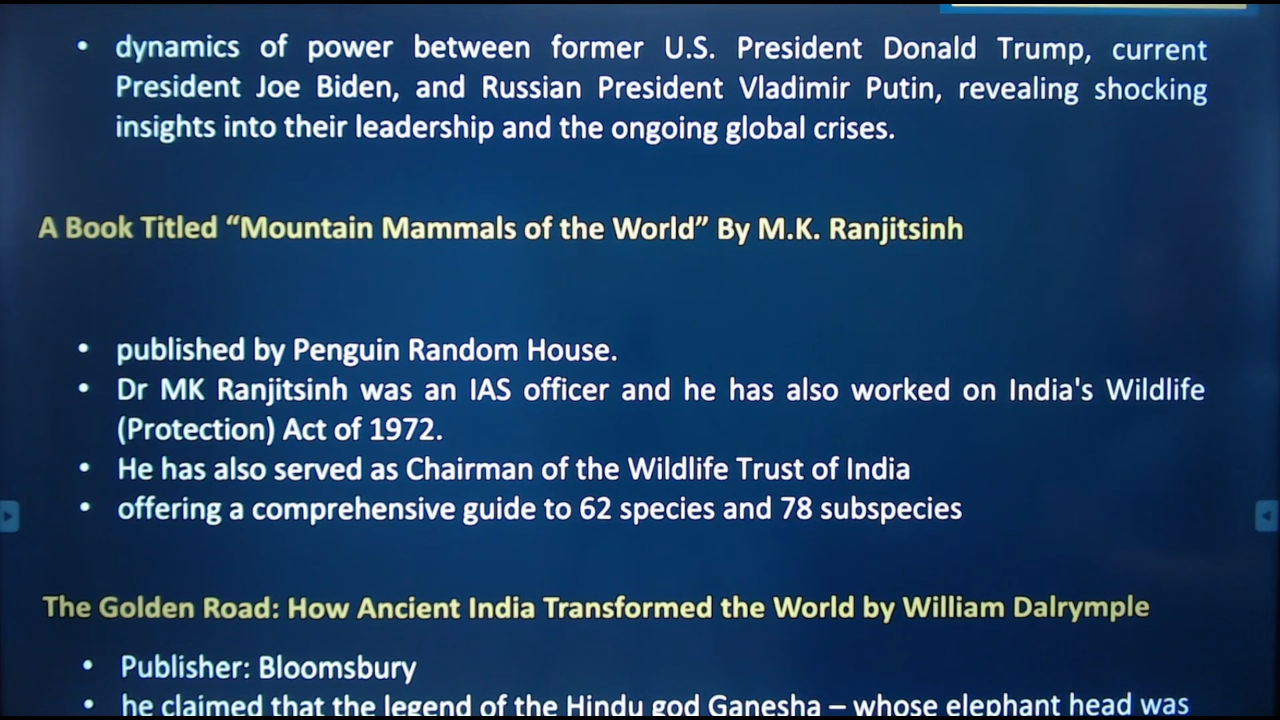 • dynamics of power between former U.S. President Donald Trump, current
President Joe Biden, and Russian President Vladimir Putin, revealing shocking
insights into their leadership and the ongoing global crises.
A Book Titled “Mountain Mammals of the World” By M.K. Ranjitsinh
• published by Penguin Random House.
• Dr MK Ranjitsinh was an IAS officer and he has also worked on India's Wildlife
(Protection) Act of 1972.
• He has also served as Chairman of the Wildlife Trust of India
• offering a comprehensive guide to 62 species and 78 subspecies
The Golden Road: How Ancient India Transformed the World by William Dalrymple
• Publisher: Bloomsbury
• he claimed that the legend of the Hindu god Ganesha – whose elephant head was